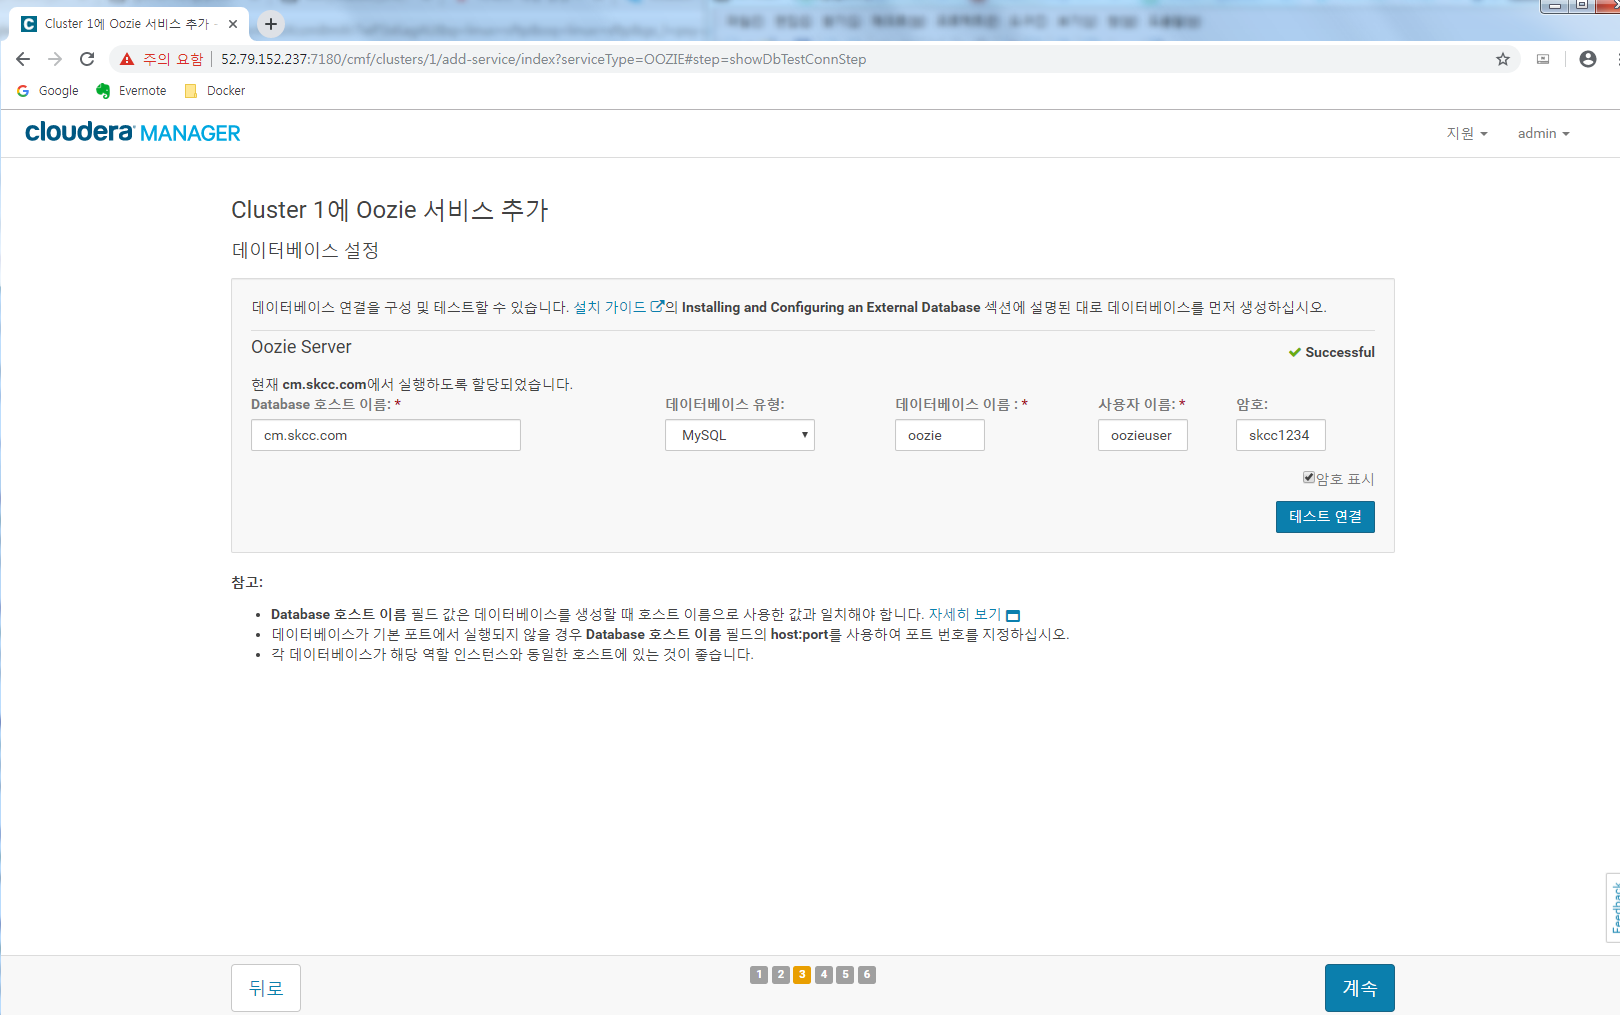 Cluster 1에 Oozie 서비스 추가 -
주의 요함 | 52.79.152.237:7180/cmf/clusters/1/add-service/index?serviceType=OOZIE#step=showDbTestConnStep
Google Evernote Docker
cloudera MANAGER 지원 admin
Cluster 1에 Oozie 서비스 추가
데이터베이스 설정
데이터베이스 연결을 구성 및 테스트할 수 있습니다. 설치 가이드 의 Installing and Configuring an External Database 섹션에 설명된 대로 데이터베이스를 먼저 생성하십시오.
Oozie Server
Successful
현재 cm.skcc.com에서 실행하도록 할당되었습니다.
Database 호스트 이름: * 데이터베이스 유형: 데이터베이스 이름 : * 사용자 이름: * 암호:
cm.skcc.com MySQL oozie oozieuser skcc1234
암호 표시
테스트 연결
참고:
• Database 호스트 이름 필드 값은 데이터베이스를 생성할 때 호스트 이름으로 사용한 값과 일치해야 합니다. 자세히 보기
• 데이터베이스가 기본 포트에서 실행되지 않을 경우 Database 호스트 이름 필드의 host:port를 사용하여 포트 번호를 지정하십시오.
• 각 데이터베이스가 해당 역할 인스턴스와 동일한 호스트에 있는 것이 좋습니다.
Feedback
뒤로 1 2 3 4 5 6 계속